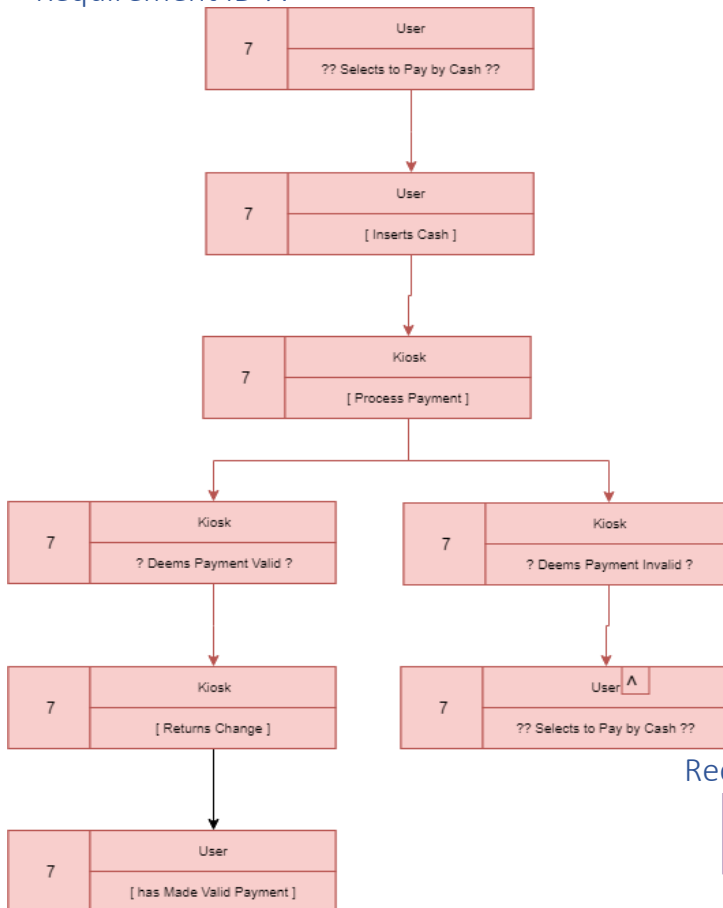 7
User
?? Selects to Pay by Cash ??
7
User
[ Inserts Cash ]
7
Kiosk
[ Process Payment ]
7
Kiosk
? Deems Payment Valid ?
7
Kiosk
? Deems Payment Invalid ?
7
Kiosk
[ Returns Change ]
7
User ^
?? Selects to Pay by Cash ??
7
User
[ has Made Valid Payment ]